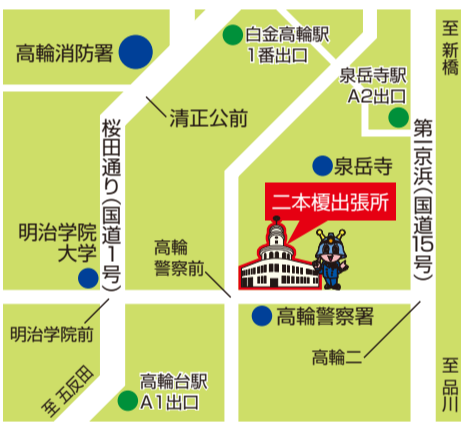 高輪消防署
白金高輪駅
1番出口
至 新橋
泉岳寺駅
A2出口
清正公前
桜田通り(国道1号)
第一京浜(国道15号)
泉岳寺
二本榎出張所
明治学院
大学
高輪
警察前
高輪警察署
明治学院前
高輪二
至 五反田
高輪台駅
A1出口
至 品川